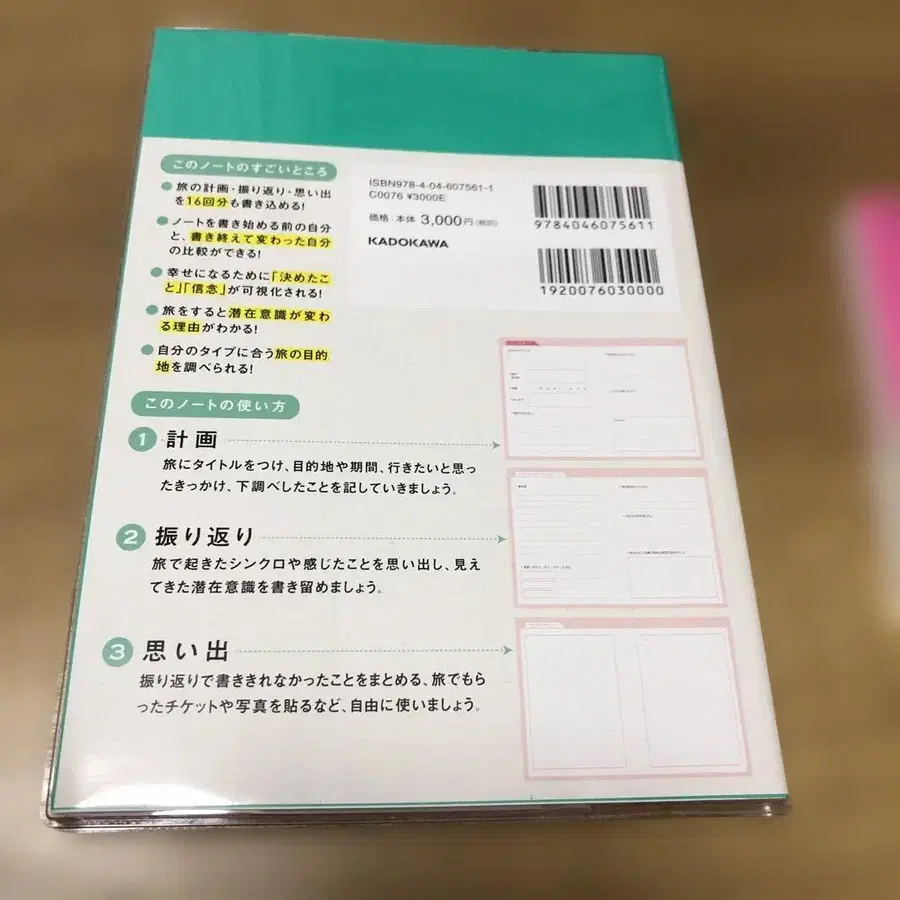 このノートのすごいところ
旅の計画・振り返り・思い出
を16回分も書き込める!
ノートを書き始める前の自分
と、書き終えて変わった自分
の比較ができる!
幸せになるために「決めたこ
と」「信念」が可視化される!
旅をすると潜在意識が変わ
る理由がわかる!
自分のタイプに合う旅の目的
地を調べられる!
ISBN978-4-04-607561-1
C0076 ¥3000E
価格:本体 3,000円(税別)
KADOKAWA
9784046075611
1920076030000
このノートの使い方
1 計画
旅にタイトルをつけ、目的地や期間、行きたいと思っ
たきっかけ、下調べしたことを記していきましょう。
2 振り返り
旅で起きたシンクロや感じたことを思い出し、見え
てきた潜在意識を書き留めましょう。
3 思い出
振り返りで書ききれなかったことをまとめる、旅でもら
ったチケットや写真を貼るなど、自由に使いましょう。